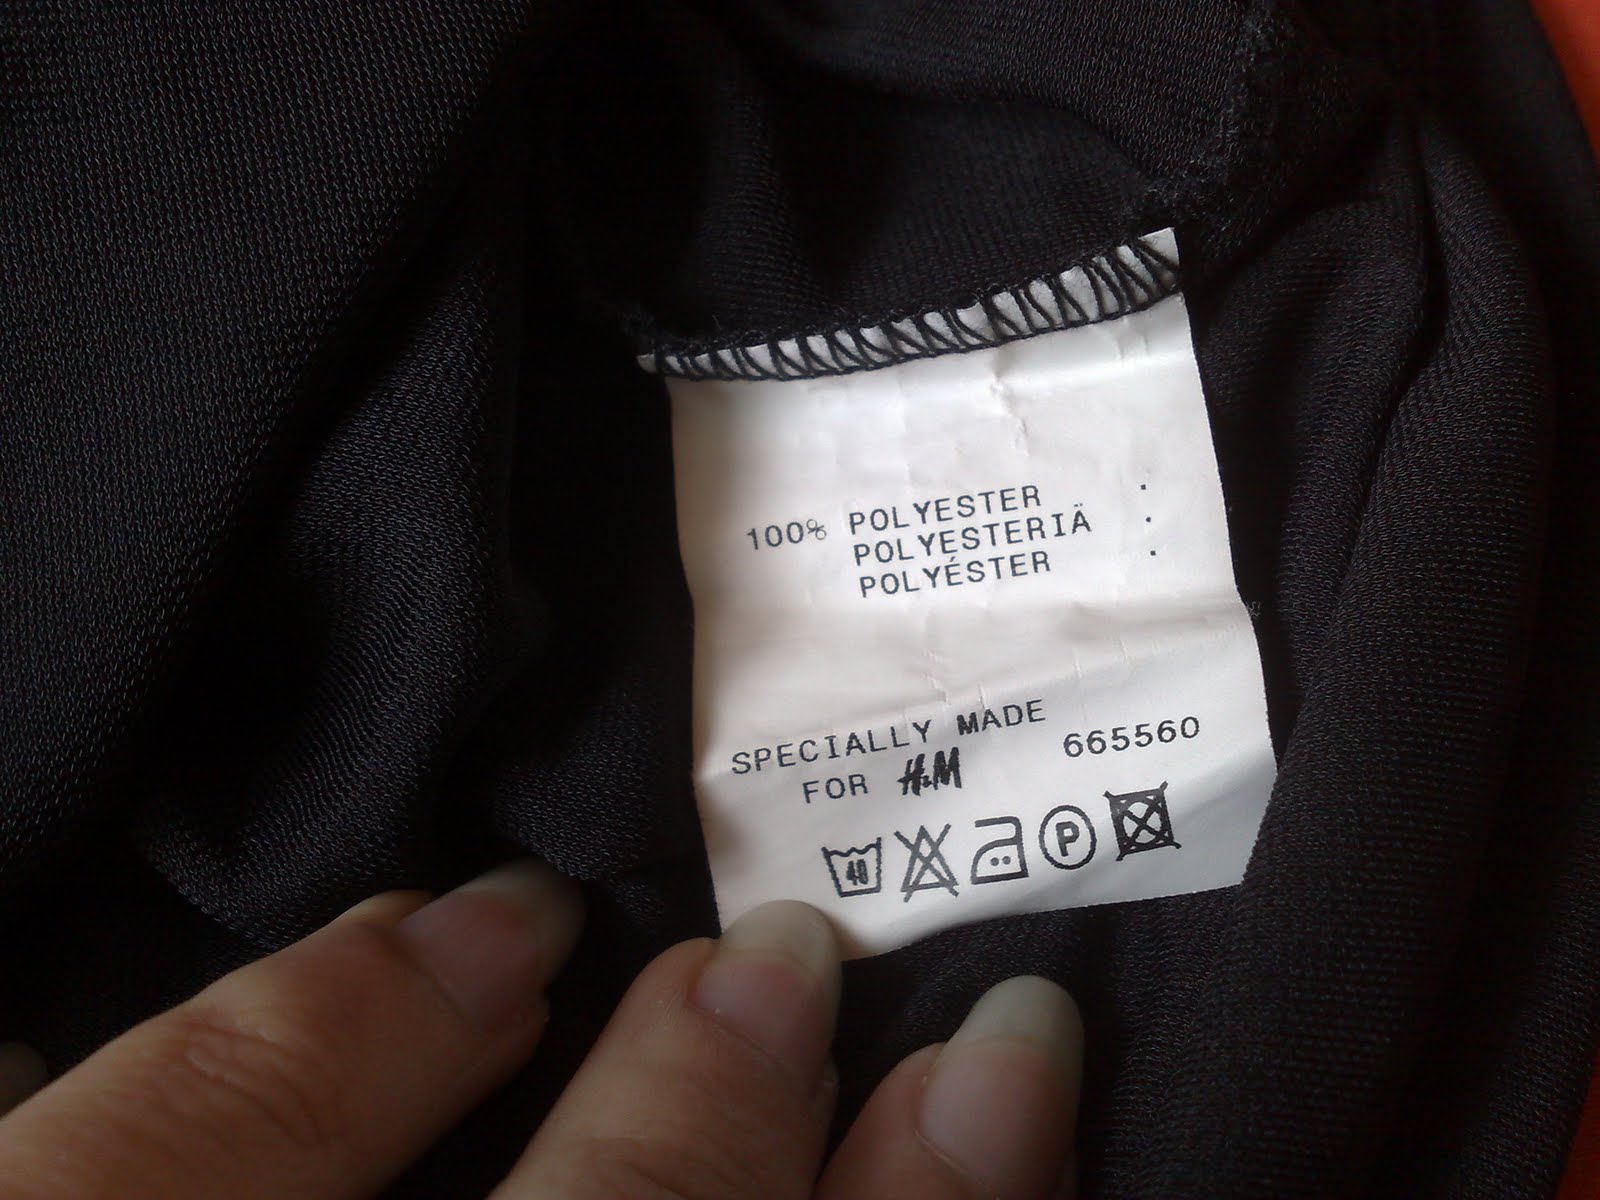 100% POLYESTER
POLYESTERIÄ
POLYÉSTER
SPECIALLY MADE
FOR H&M 665560
40
P